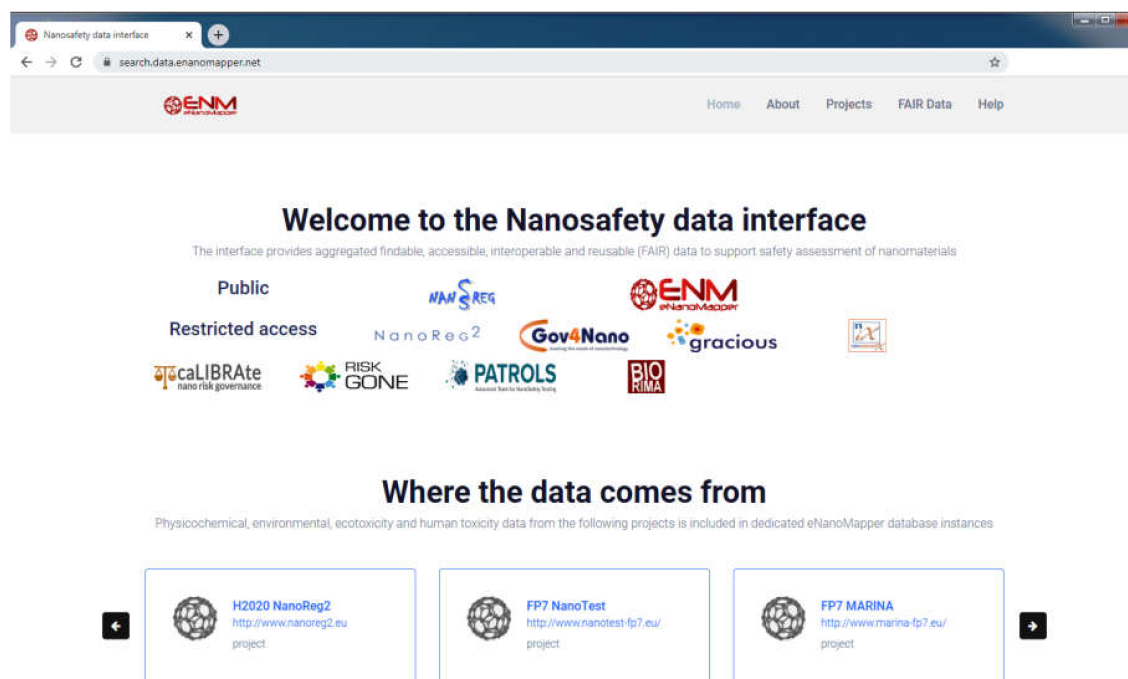 Nanosafety data interface
search.data.enanomapper.net
ENM
eNanoMapper
Home About Projects FAIR Data Help
Welcome to the Nanosafety data interface
The interface provides aggregated findable, accessible, interoperable and reusable (FAIR) data to support safety assessment of nanomaterials
Public NANoREG ENM
eNanoMapper
Restricted access NanoReg2 Gov4Nano gracious
caLIBRAte RISK GONE PATROLS BIO RIMA
nano risk governance
Where the data comes from
Physicochemical, environmental, ecotoxicity and human toxicity data from the following projects is included in dedicated eNanoMapper database instances
H2020 NanoReg2
http://www.nanoreg2.eu
project
FP7 NanoTest
http://www.nanotest-fp7.eu/
project
FP7 MARINA
http://www.marina-fp7.eu/
project